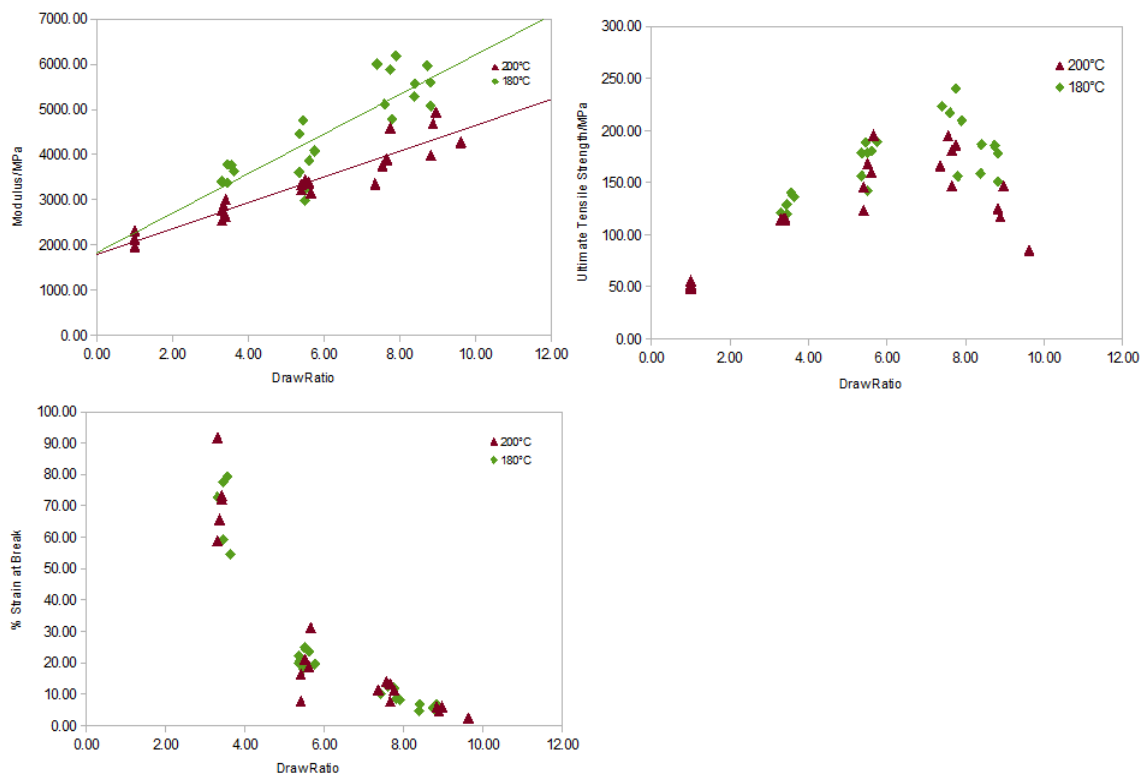 7000.00
6000.00
5000.00
4000.00
3000.00
2000.00
1000.00
0.00
Modulus/MPa
0.00 2.00 4.00 6.00 8.00 10.00 12.00
DrawRatio
200°C
180°C
300.00
250.00
200.00
150.00
100.00
50.00
0.00
Ultimate Tensile Strength/MPa
0.00 2.00 4.00 6.00 8.00 10.00 12.00
DrawRatio
200°C
180°C
100.00
90.00
80.00
70.00
60.00
50.00
40.00
30.00
20.00
10.00
0.00
% Strain at Break
0.00 2.00 4.00 6.00 8.00 10.00 12.00
DrawRatio
200°C
180°C